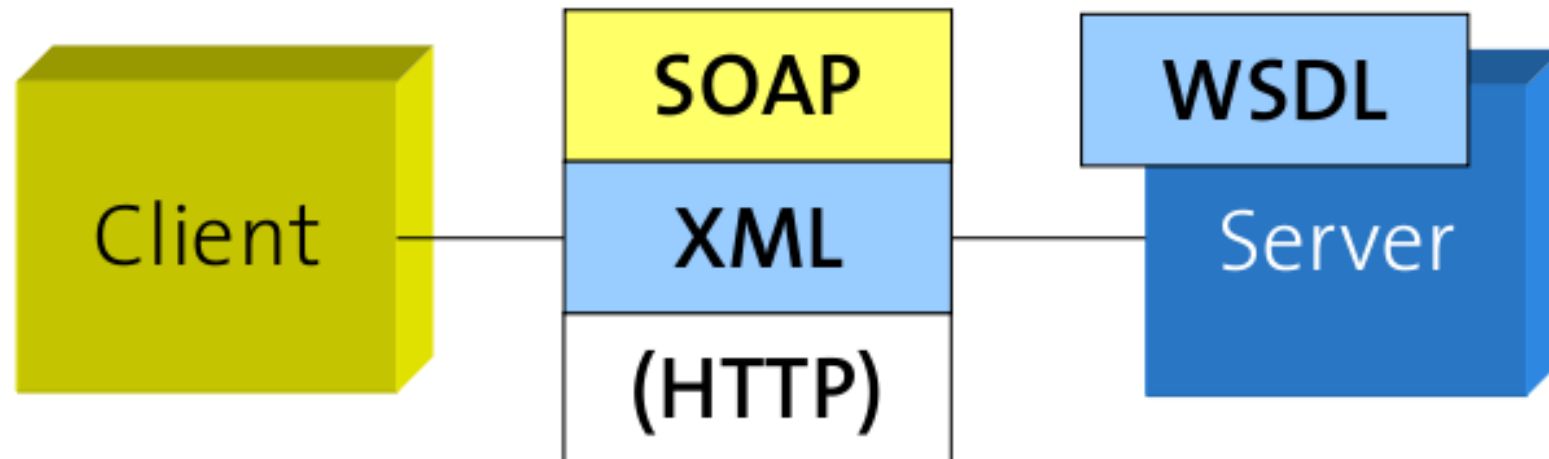 SOAP
WSDL
Client
XML
Server
(HTTP)